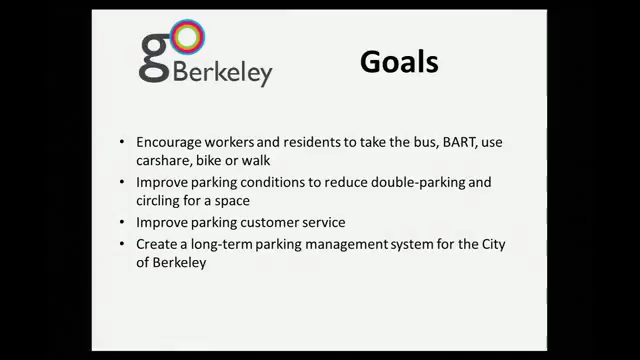 go
Berkeley
Goals
• Encourage workers and residents to take the bus, BART, use
carshare, bike or walk
• Improve parking conditions to reduce double-parking and
circling for a space
• Improve parking customer service
• Create a long-term parking management system for the City
of Berkeley